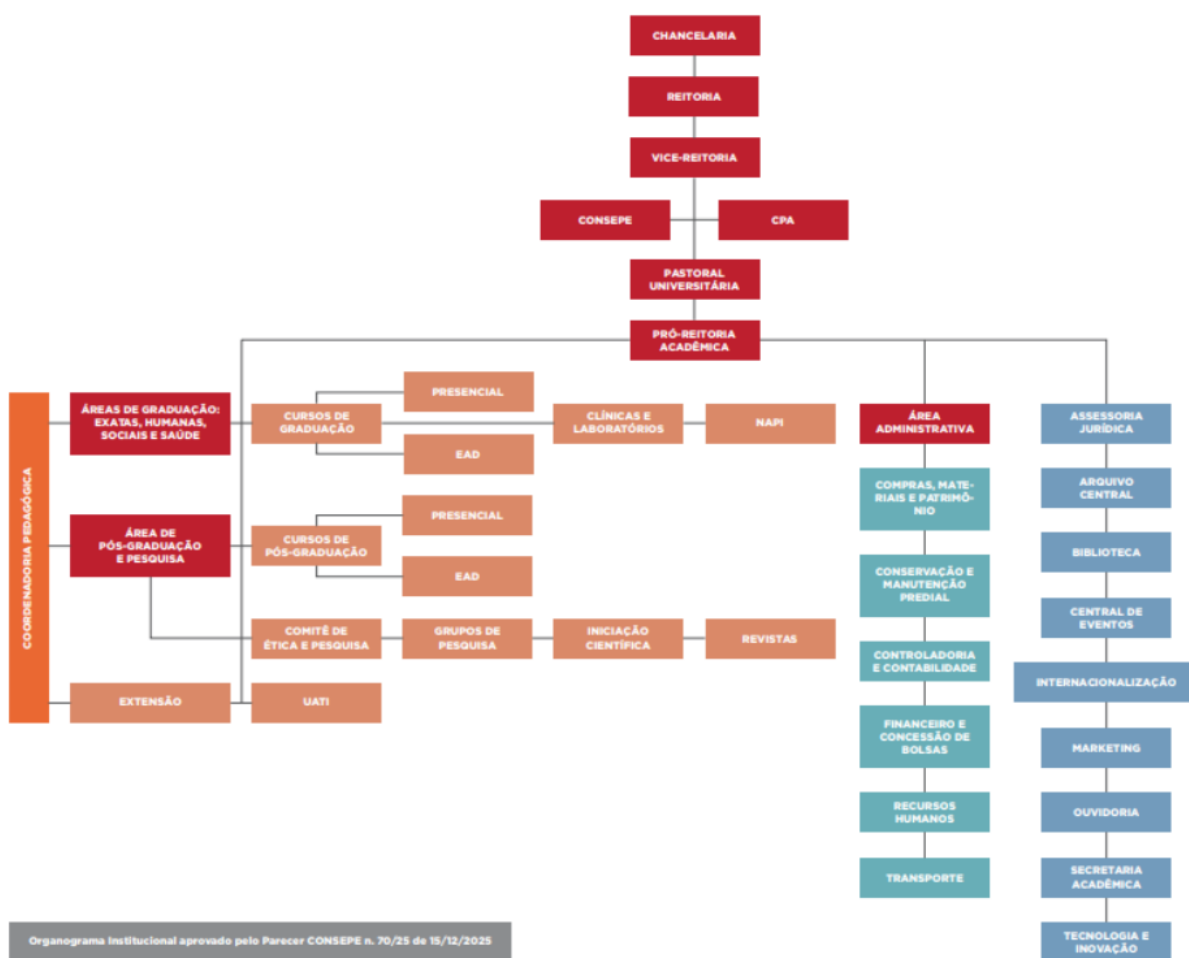 CHANCELARIA
REITORIA
VICE-REITORIA
CONSEPE
CPA
PASTORAL
UNIVERSITÁRIA
PRÓ-REITORIA
ACADÊMICA
COORDENADORIA PEDAGÓGICA
ÁREAS DE GRADUAÇÃO:
EXATAS, HUMANAS,
SOCIAIS E SAÚDE
CURSOS DE
GRADUAÇÃO
PRESENCIAL
EAD
CLÍNICAS E
LABORATÓRIOS
NAPI
ÁREA DE
PÓS-GRADUAÇÃO
E PESQUISA
CURSOS DE
PÓS-GRADUAÇÃO
PRESENCIAL
EAD
COMITÊ DE
ÉTICA E PESQUISA
GRUPOS DE
PESQUISA
INICIAÇÃO
CIENTÍFICA
REVISTAS
EXTENSÃO
UATI
ÁREA
ADMINISTRATIVA
COMPRAS, MATE-
RIAIS E PATRIMÔ-
NIO
CONSERVAÇÃO E
MANUTENÇÃO
PREDIAL
CONTROLADORIA
E CONTABILIDADE
FINANCEIRO E
CONCESSÃO DE
BOLSAS
RECURSOS
HUMANOS
TRANSPORTE
ASSESSORIA
JURÍDICA
ARQUIVO
CENTRAL
BIBLIOTECA
CENTRAL DE
EVENTOS
INTERNACIONALIZAÇÃO
MARKETING
OUVIDORIA
SECRETARIA
ACADÊMICA
TECNOLOGIA E
INOVAÇÃO
Organograma Institucional aprovado pelo Parecer CONSEPE n. 70/25 de 15/12/2025